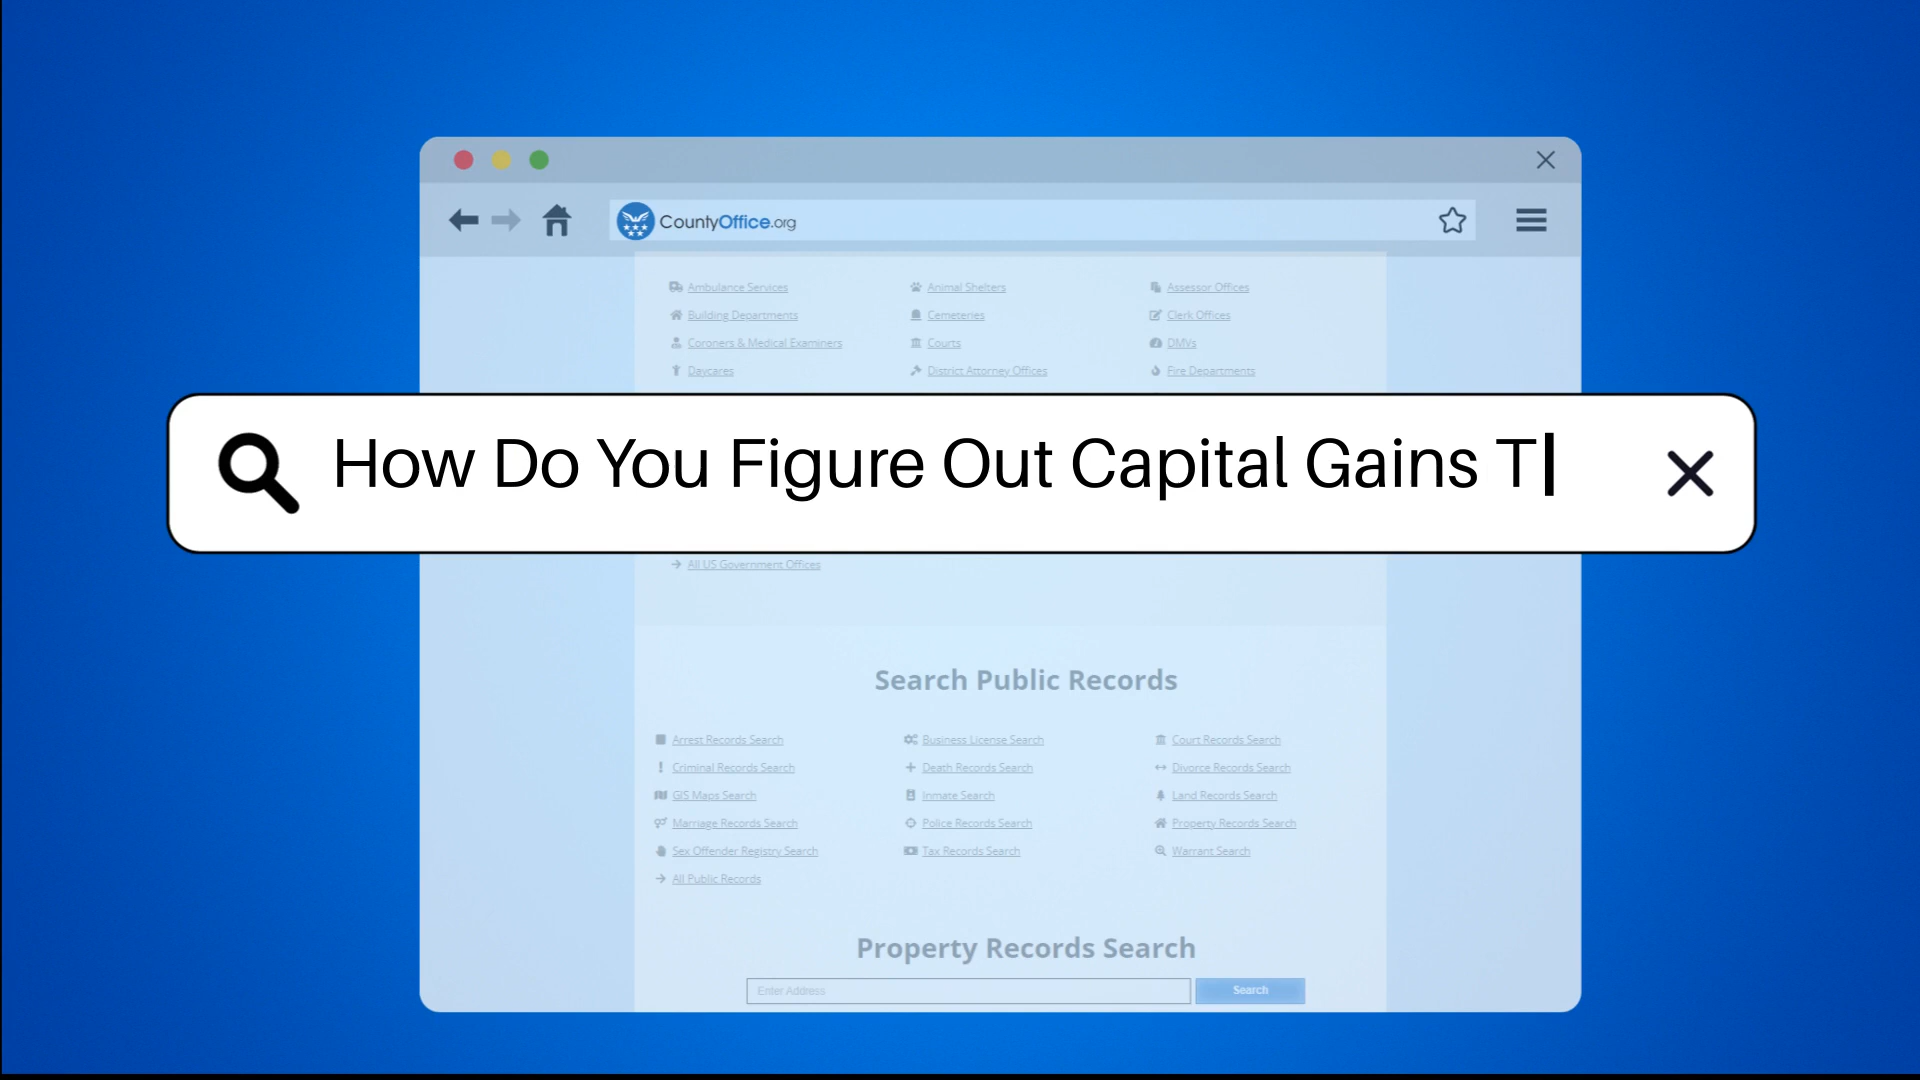 CountyOffice.org
Ambulance Services Animal Shelters Assessor Offices
Building Departments Cemeteries Clerk Offices
Coroners & Medical Examiners Courts DMVs
Daycares District Attorney Offices Fire Departments
How Do You Figure Out Capital Gains T
All US Government Offices
Search Public Records
Arrest Records Search Business License Search Court Records Search
Criminal Records Search Death Records Search Divorce Records Search
GIS Maps Search Inmate Search Land Records Search
Marriage Records Search Police Records Search Property Records Search
Sex Offender Registry Search Tax Records Search Warrant Search
All Public Records
Property Records Search
Enter Address Search